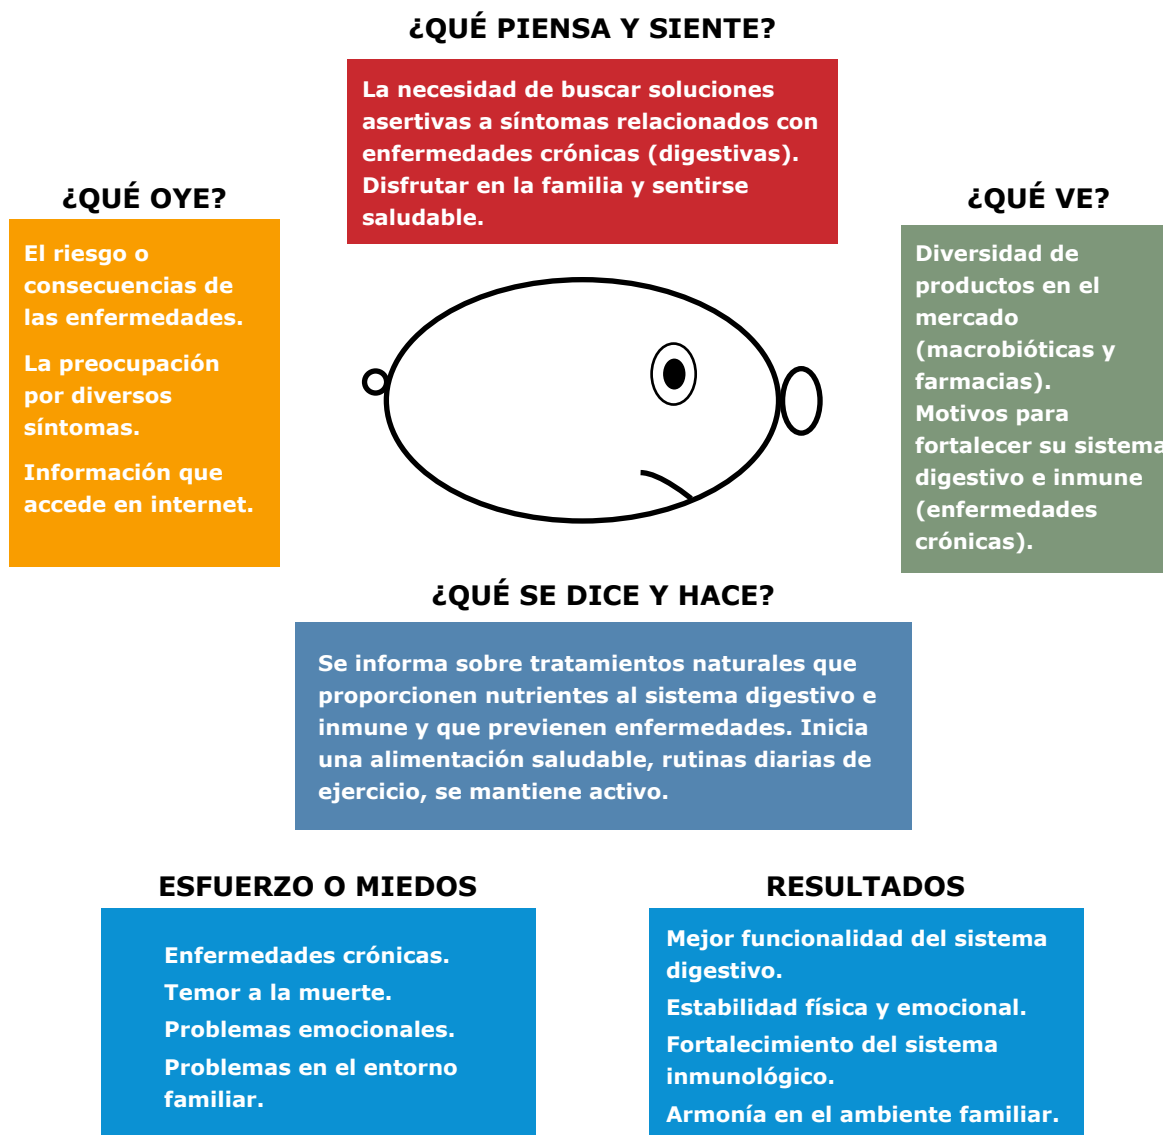 ¿QUÉ PIENSA Y SIENTE?
La necesidad de buscar soluciones
asertivas a síntomas relacionados con
enfermedades crónicas (digestivas).
Disfrutar en la familia y sentirse
saludable.
¿QUÉ OYE?
El riesgo o
consecuencias de
las enfermedades.
La preocupación
por diversos
síntomas.
Información que
accede en internet.
¿QUÉ VE?
Diversidad de
productos en el
mercado
(macrobióticas y
farmacias).
Motivos para
fortalecer su sistema
digestivo e inmune
(enfermedades
crónicas).
¿QUÉ SE DICE Y HACE?
Se informa sobre tratamientos naturales que
proporcionen nutrientes al sistema digestivo e
inmune y que previenen enfermedades. Inicia
una alimentación saludable, rutinas diarias de
ejercicio, se mantiene activo.
ESFUERZO O MIEDOS
Enfermedades crónicas.
Temor a la muerte.
Problemas emocionales.
Problemas en el entorno
familiar.
RESULTADOS
Mejor funcionalidad del sistema
digestivo.
Estabilidad física y emocional.
Fortalecimiento del sistema
inmunológico.
Armonía en el ambiente familiar.